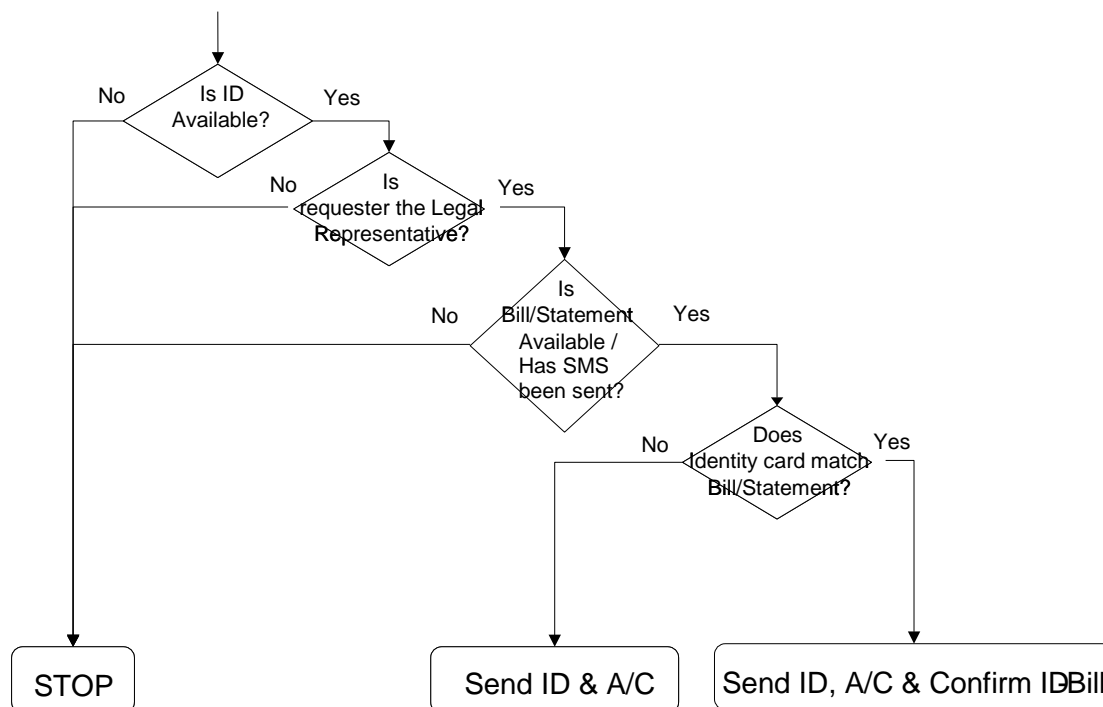 No
Is ID
Available?
Yes
No
Is
requester the Legal
Representative?
Yes
No
Is
Bill/Statement
Available /
Has SMS
been sent?
Yes
No
Does
Identity card match
Bill/Statement?
Yes
STOP
Send ID & A/C
Send ID, A/C & Confirm ID-Bill